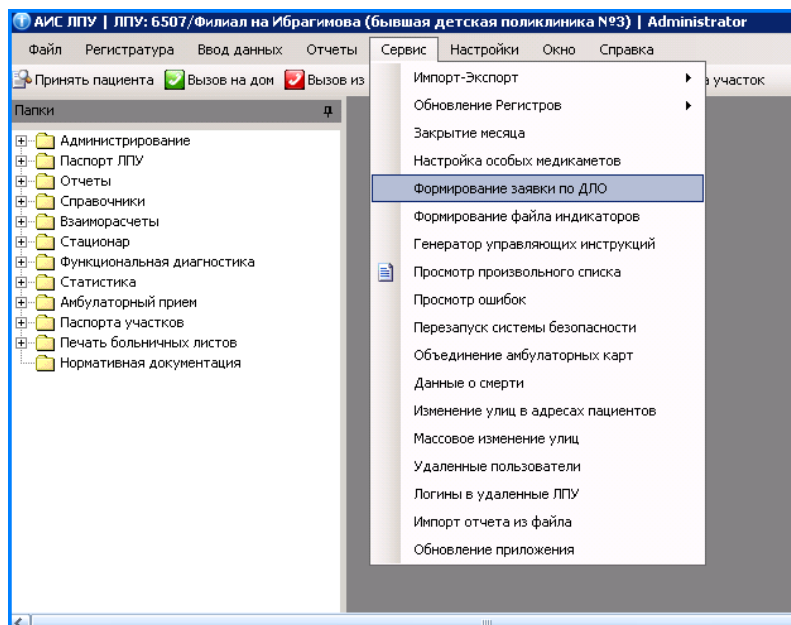 АИС ЛПУ | ЛПУ: 6507/Филиал на Ибрагимова (бывшая детская поликлиника №3) | Administrator
Файл Регистратура Ввод данных Отчеты Сервис Настройки Окно Справка
Принять пациента Вызов на дом Вызов из участок
Папки
Администрирование
Паспорт ЛПУ
Отчеты
Справочники
Взаиморасчеты
Стационар
Функциональная диагностика
Статистика
Амбулаторный прием
Паспорта участков
Печать больничных листов
Нормативная документация
Импорт-Экспорт
Обновление Регистров
Закрытие месяца
Настройка особых медикаметов
Формирование заявки по ДЛО
Формирование файла индикаторов
Генератор управляющих инструкций
Просмотр произвольного списка
Просмотр ошибок
Перезапуск системы безопасности
Объединение амбулаторных карт
Данные о смерти
Изменение улиц в адресах пациентов
Массовое изменение улиц
Удаленные пользователи
Логины в удаленные ЛПУ
Импорт отчета из файла
Обновление приложения